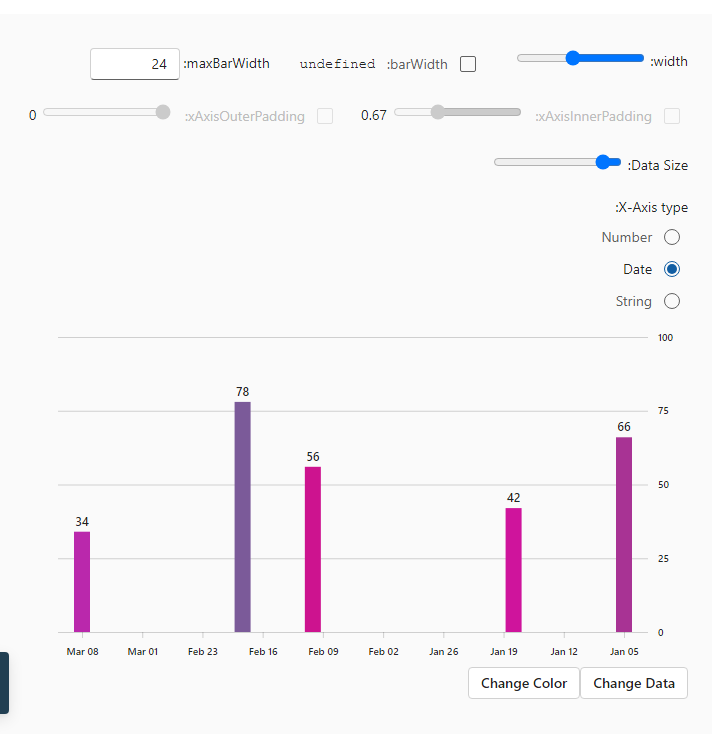 width:
barWidth: undefined
maxBarWidth: 24
xAxisInnerPadding: 0.67
xAxisOuterPadding: 0
Data Size:
X-Axis type:
Number
Date
String
100
75
50
25
0
34
78
56
42
66
Mar 08 Mar 01 Feb 23 Feb 16 Feb 09 Feb 02 Jan 26 Jan 19 Jan 12 Jan 05
Change Color Change Data